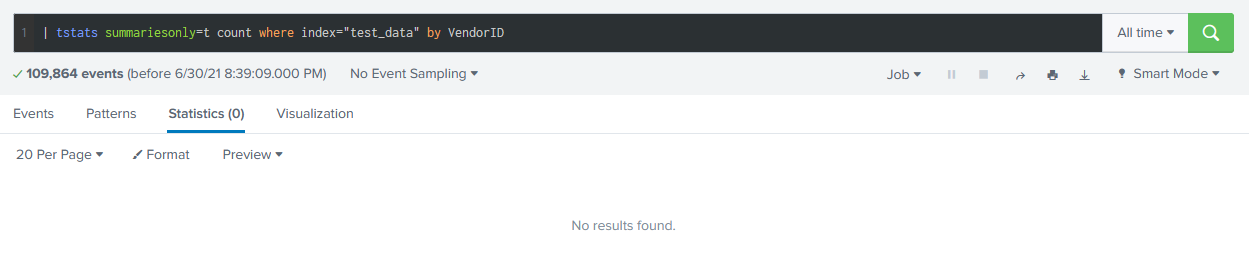 1 | tstats summariesonly=t count where index="test_data" by VendorID All time
109,864 events (before 6/30/21 8:39:09.000 PM) No Event Sampling Job Smart Mode
Events Patterns Statistics (0) Visualization
20 Per Page Format Preview
No results found.